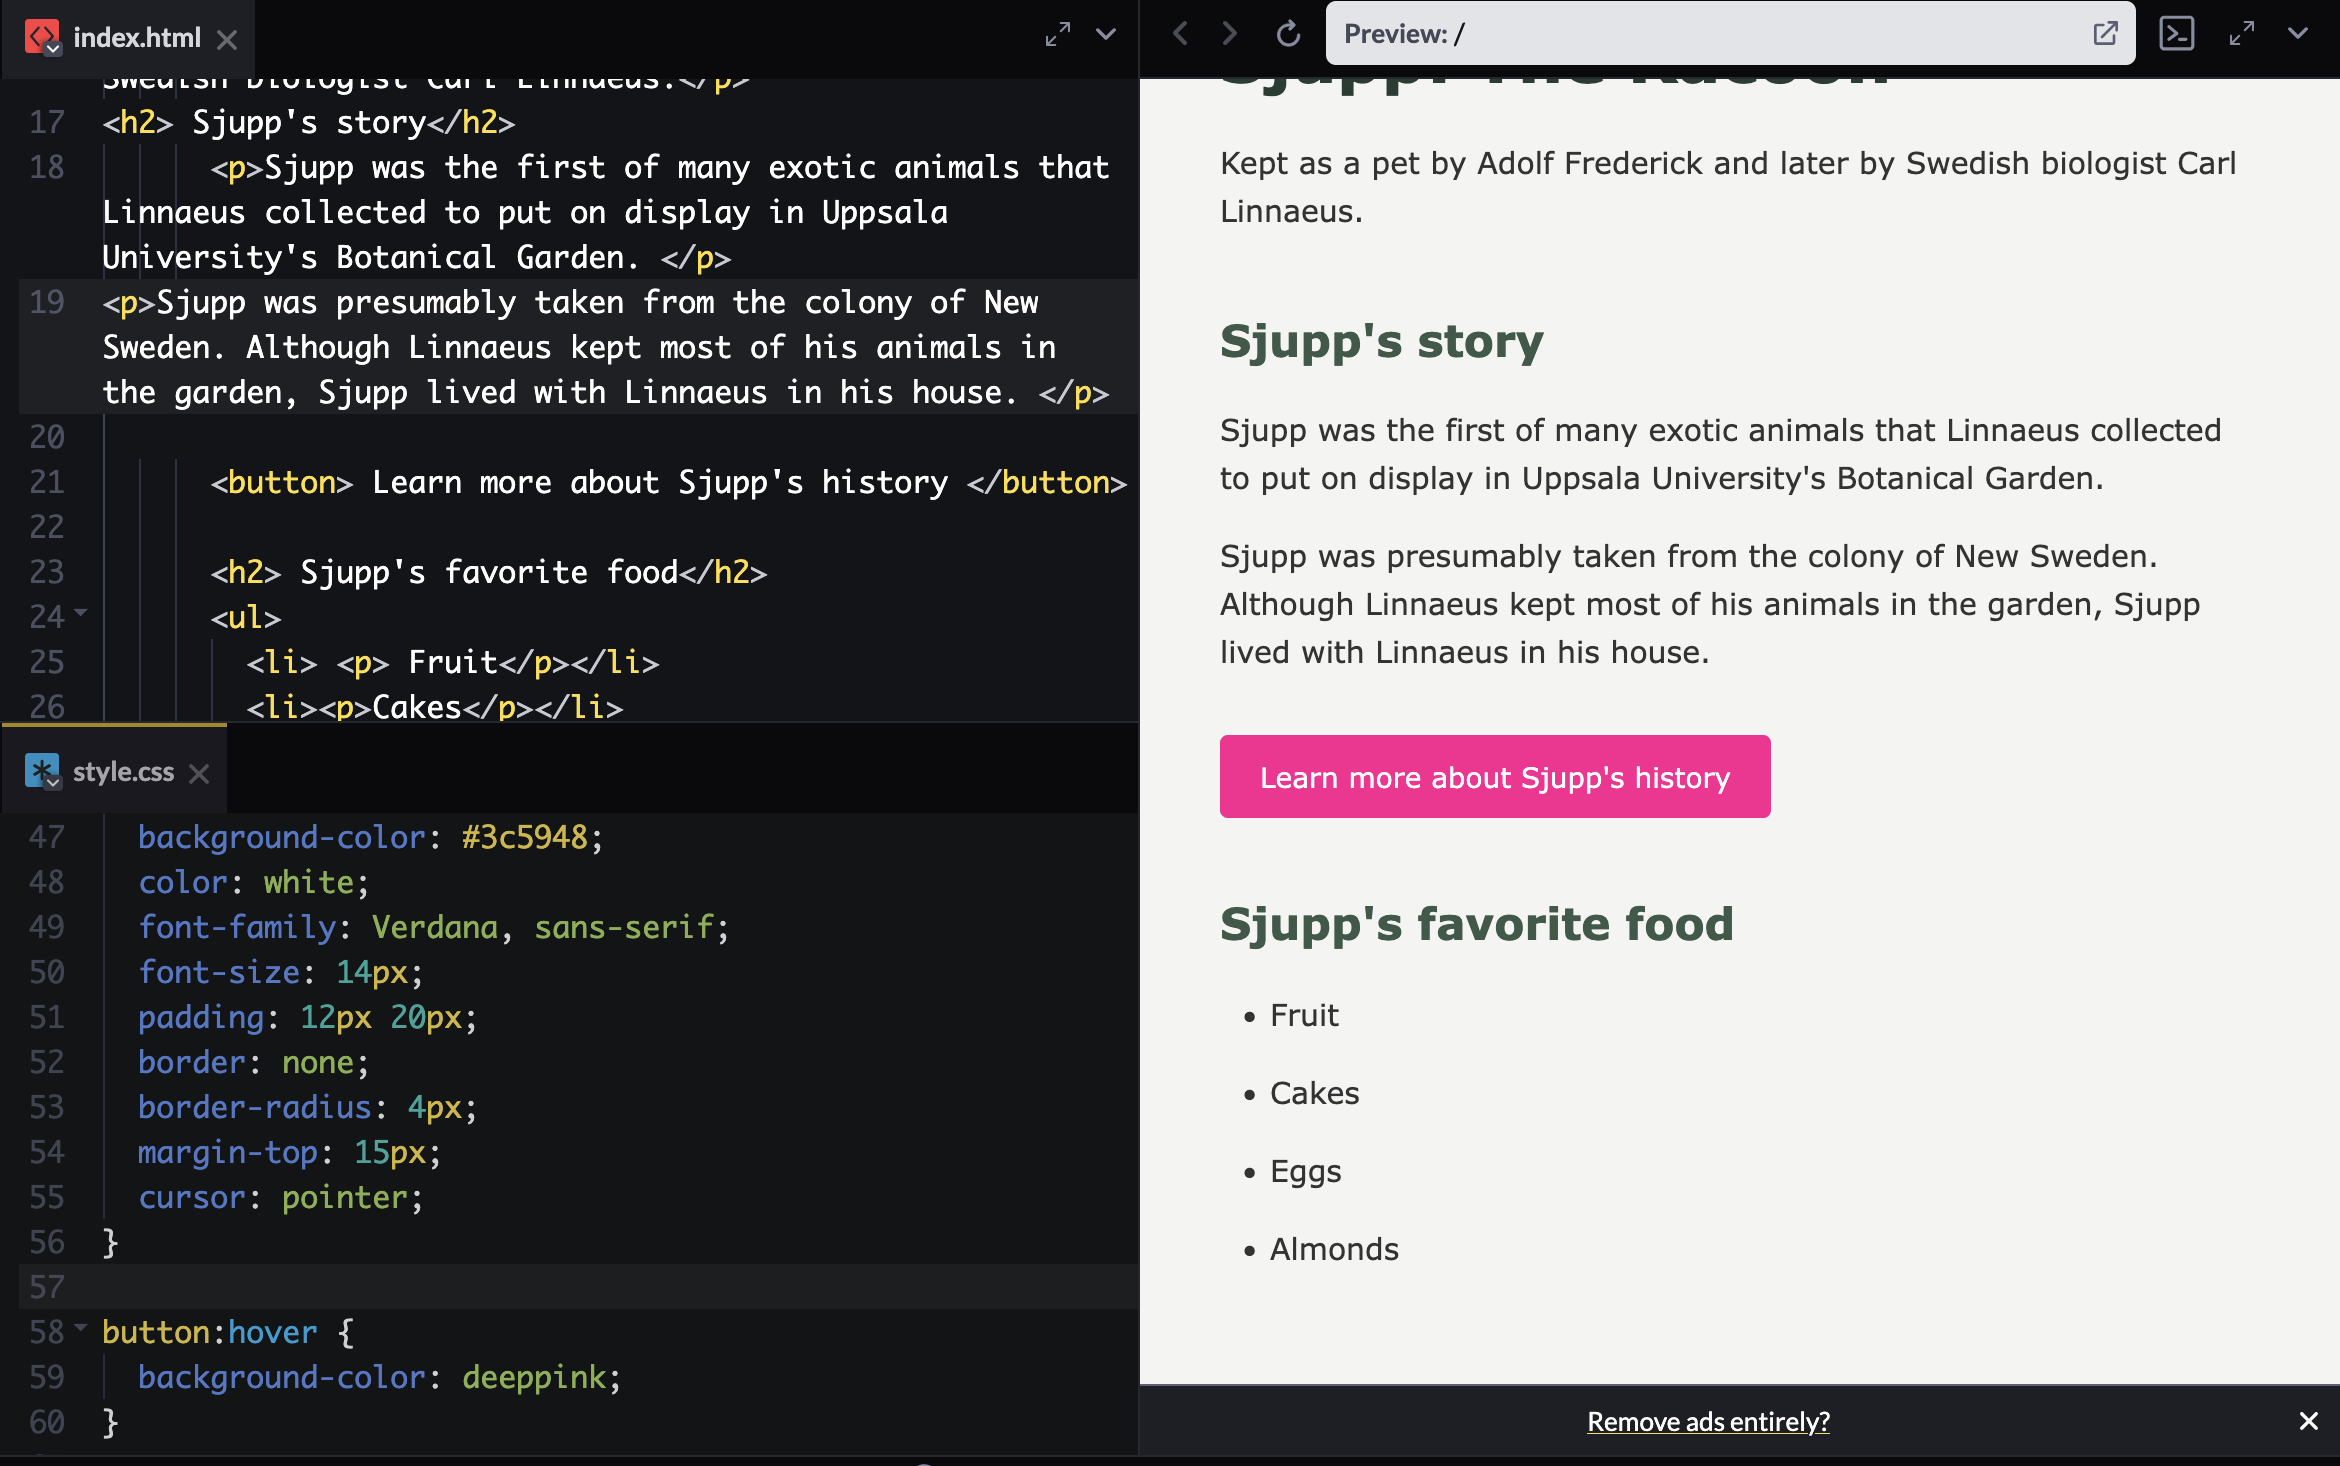 index.html
Swedish biologist Carl Linnaeus.</p>
17 <h2> Sjupp's story</h2>
18 <p>Sjupp was the first of many exotic animals that
Linnaeus collected to put on display in Uppsala
University's Botanical Garden. </p>
19 <p>Sjupp was presumably taken from the colony of New
Sweden. Although Linnaeus kept most of his animals in
the garden, Sjupp lived with Linnaeus in his house. </p>
20
21 <button> Learn more about Sjupp's history </button>
22
23 <h2> Sjupp's favorite food</h2>
24 <ul>
25 <li> <p> Fruit</p></li>
26 <li><p>Cakes</p></li>
style.css
47 background-color: #3c5948;
48 color: white;
49 font-family: Verdana, sans-serif;
50 font-size: 14px;
51 padding: 12px 20px;
52 border: none;
53 border-radius: 4px;
54 margin-top: 15px;
55 cursor: pointer;
56 }
57
58 button:hover {
59 background-color: deeppink;
60 }
Preview: /
Kept as a pet by Adolf Frederick and later by Swedish biologist Carl
Linnaeus.
Sjupp's story
Sjupp was the first of many exotic animals that Linnaeus collected
to put on display in Uppsala University's Botanical Garden.
Sjupp was presumably taken from the colony of New Sweden.
Although Linnaeus kept most of his animals in the garden, Sjupp
lived with Linnaeus in his house.
Learn more about Sjupp's history
Sjupp's favorite food
• Fruit
• Cakes
• Eggs
• Almonds
Remove ads entirely?